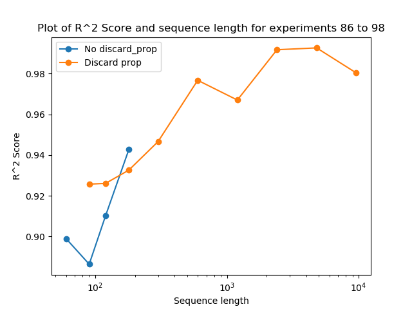 Plot of R^2 Score and sequence length for experiments 86 to 98
No discard_prop
Discard prop
0.98
0.96
0.94
0.92
0.90
R^2 Score
10^2
10^3
10^4
Sequence length